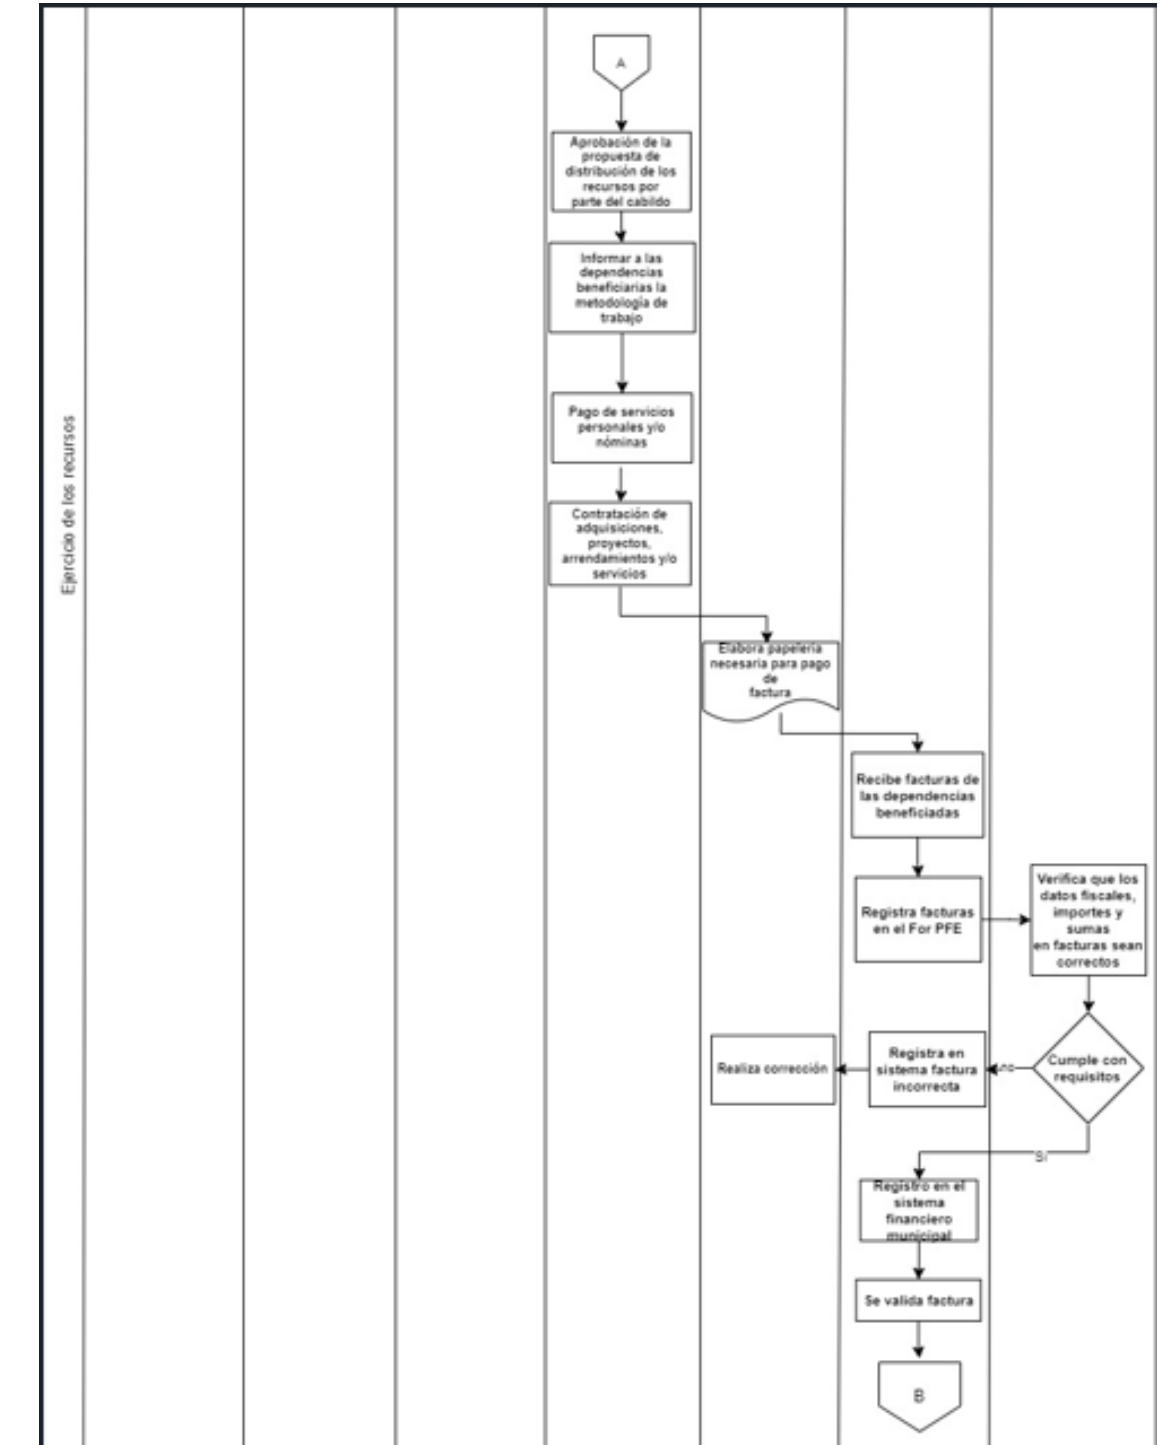 Ejercicio de los recursos
A
Aprobación de la
propuesta de
distribución de los
recursos por
parte del cabildo
Informar a las
dependencias
beneficiarias la
metodología de
trabajo
Pago de servicios
personales y/o
nóminas
Contratación de
adquisiciones,
proyectos,
arrendamientos y/o
servicios
Elabora papelería
necesaria para pago
de
factura
Recibe facturas de
las dependencias
beneficiadas
Registra facturas
en el For PFE
Verifica que los
datos fiscales,
importes y
sumas
en facturas sean
correctos
Cumple con
requisitos
no
Registra en
sistema factura
incorrecta
Realiza corrección
Si
Registro en el
sistema
financiero
municipal
Se valida factura
B